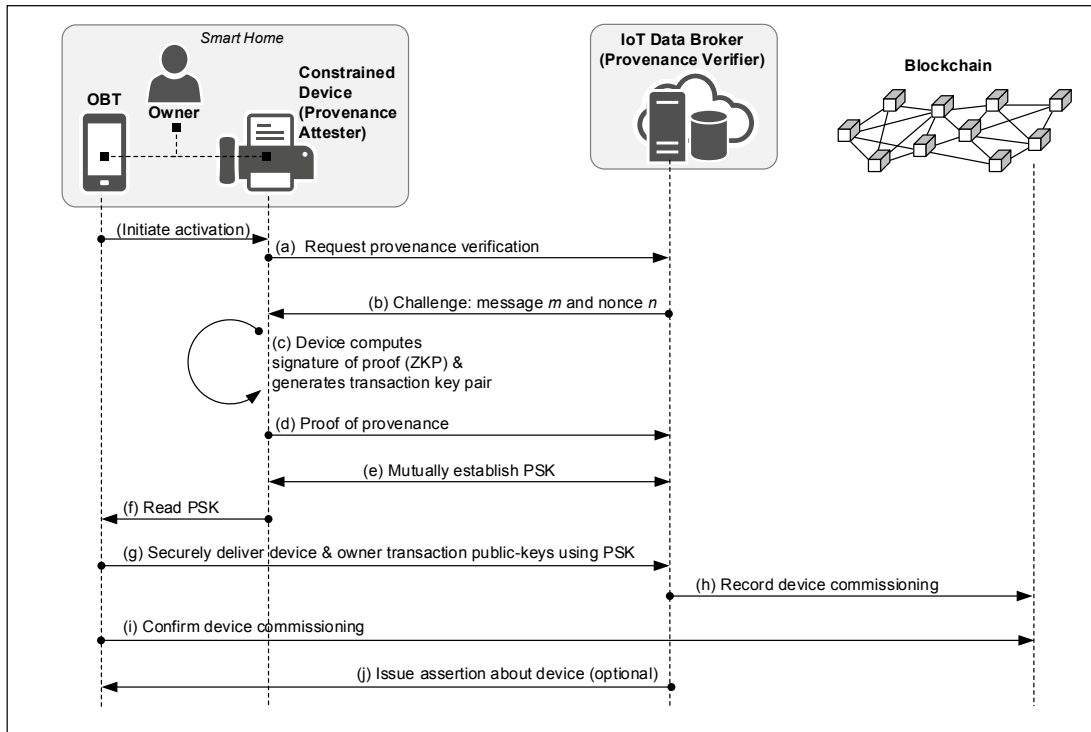 Smart Home
OBT
Owner
Constrained
Device
(Provenance
Attester)
IoT Data Broker
(Provenance Verifier)
Blockchain
(Initiate activation)
(a) Request provenance verification
(b) Challenge: message m and nonce n
(c) Device computes
signature of proof (ZKP) &
generates transaction key pair
(d) Proof of provenance
(e) Mutually establish PSK
(f) Read PSK
(g) Securely deliver device & owner transaction public-keys using PSK
(h) Record device commissioning
(i) Confirm device commissioning
(j) Issue assertion about device (optional)